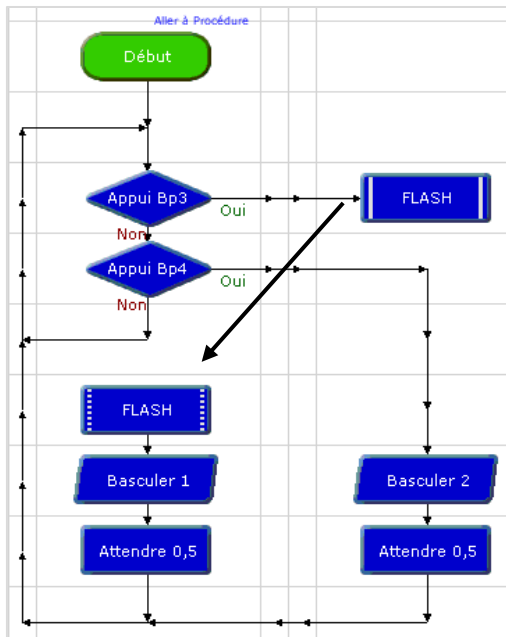 Aller à Procédure
Début
Appui Bp3
Oui
FLASH
Non
Appui Bp4
Oui
Non
FLASH
Basculer 1
Basculer 2
Attendre 0,5
Attendre 0,5